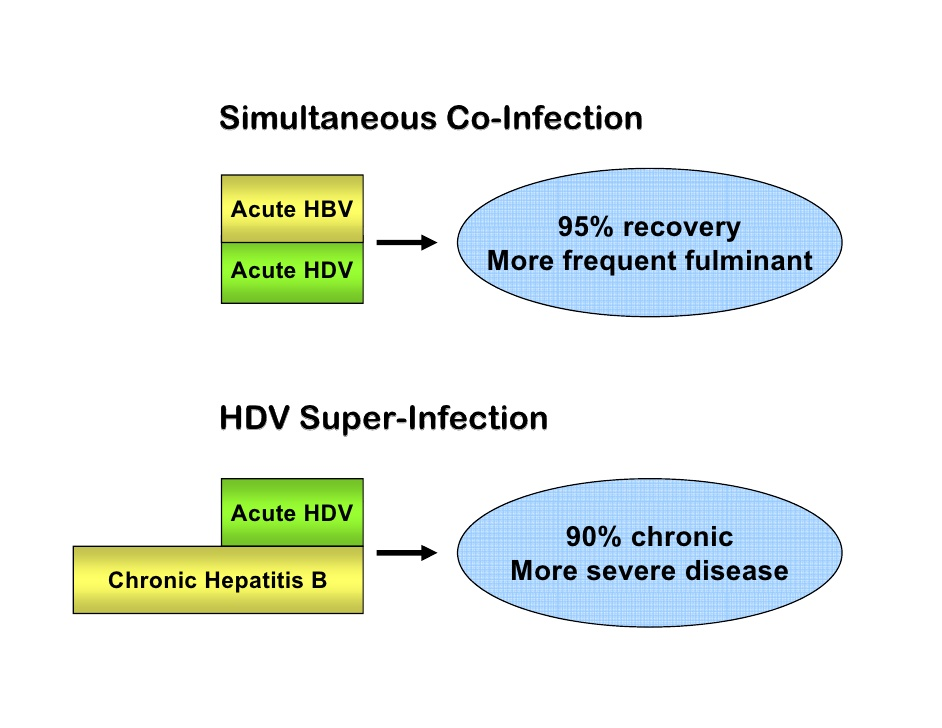 Simultaneous Co-Infection
Acute HBV
Acute HDV
95% recovery
More frequent fulminant
HDV Super-Infection
Acute HDV
Chronic Hepatitis B
90% chronic
More severe disease